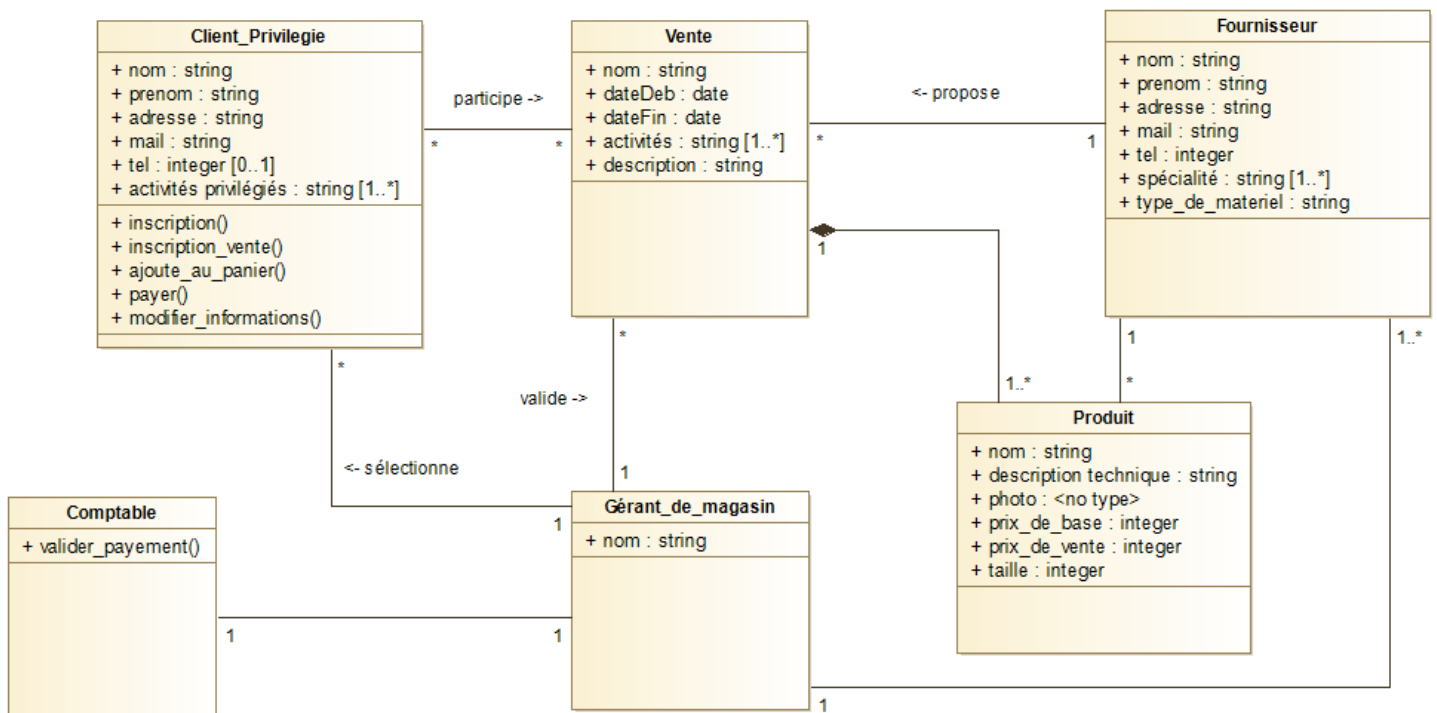 Client_Privilegie
+ nom : string
+ prenom : string
+ adresse : string
+ mail : string
+ tel : integer [0..1]
+ activités privilégiés : string [1..*]
+ inscription()
+ inscription_vente()
+ ajoute_au_panier()
+ payer()
+ modifier_informations()
participe ->
*
*
Vente
+ nom : string
+ dateDeb : date
+ dateFin : date
+ activités : string [1..*]
+ description : string
<- propose
*
1
Fournisseur
+ nom : string
+ prenom : string
+ adresse : string
+ mail : string
+ tel : integer
+ spécialité : string [1..*]
+ type_de_materiel : string
1
1..*
1
*
1..*
*
valide ->
1
*
<- sélectionne
1
Produit
+ nom : string
+ description technique : string
+ photo : <no type>
+ prix_de_base : integer
+ prix_de_vente : integer
+ taille : integer
Comptable
+ valider_payement()
1
1
Gérant_de_magasin
+ nom : string
1